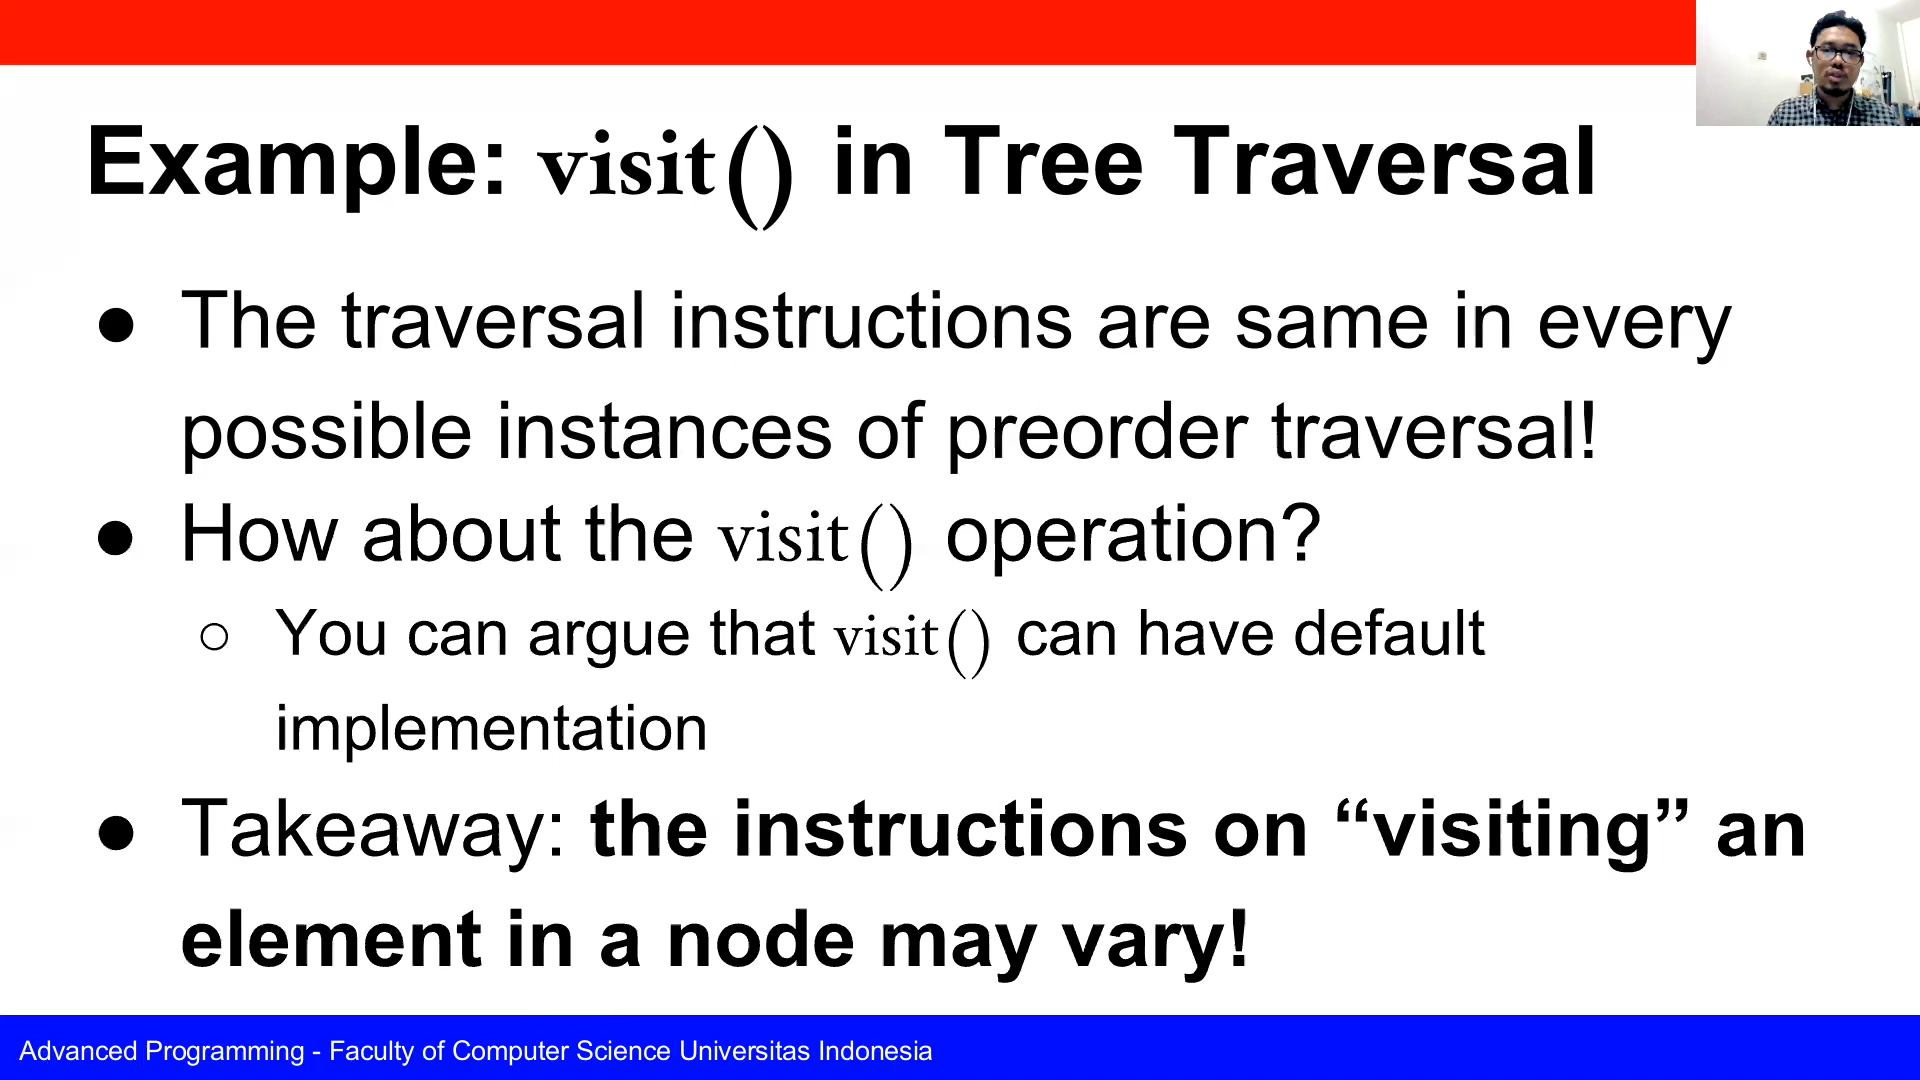 Example: visit() in Tree Traversal
● The traversal instructions are same in every
possible instances of preorder traversal!
● How about the visit() operation?
○ You can argue that visit() can have default
implementation
● Takeaway: the instructions on “visiting” an
element in a node may vary!
Advanced Programming - Faculty of Computer Science Universitas Indonesia